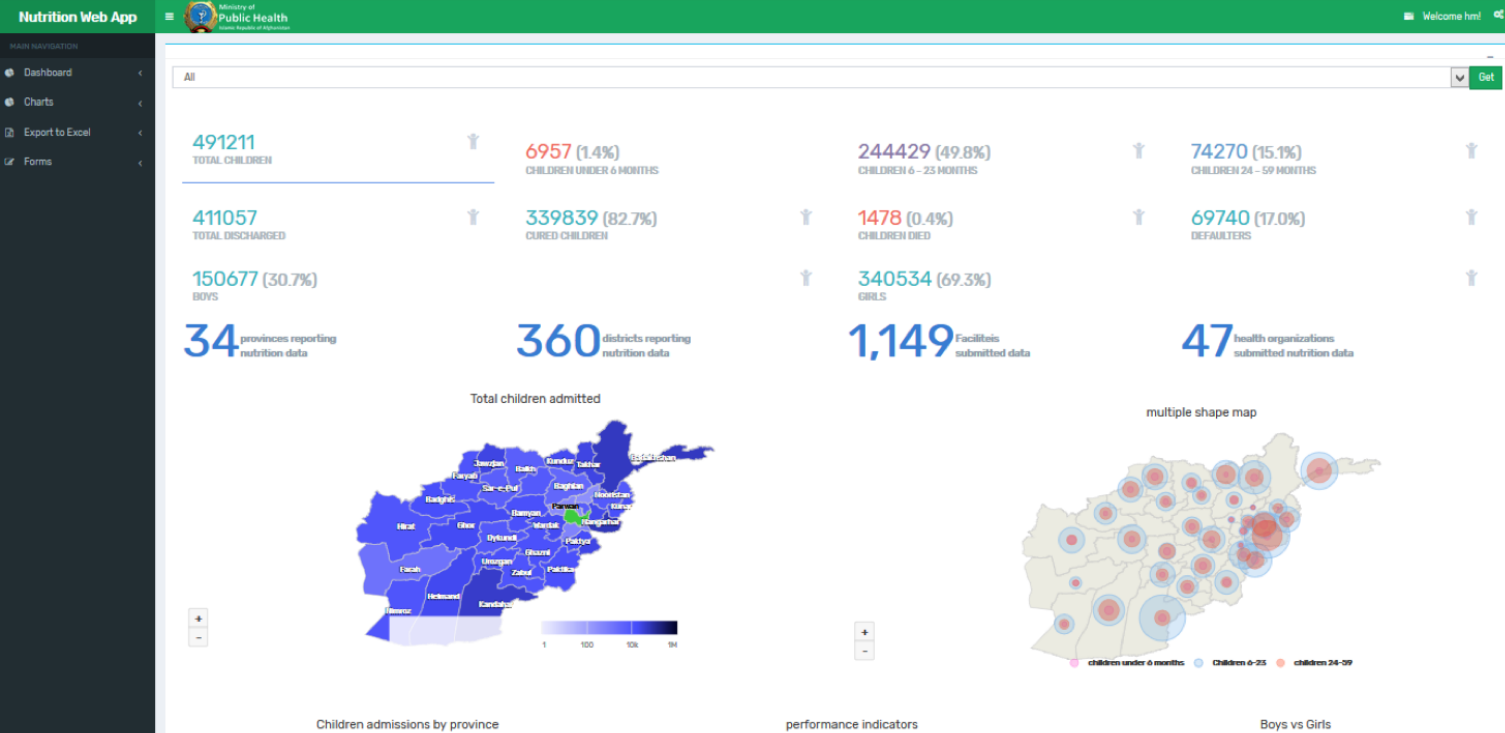 Nutrition Web App
Ministry of
Public Health
Islamic Republic of Afghanistan
Welcome hm!
MAIN NAVIGATION
Dashboard
Charts
Export to Excel
Forms
All
Get
491211
TOTAL CHILDREN
6957 (1.4%)
CHILDREN UNDER 6 MONTHS
244429 (49.8%)
CHILDREN 6 - 23 MONTHS
74270 (15.1%)
CHILDREN 24 - 59 MONTHS
411057
TOTAL DISCHARGED
339839 (82.7%)
CURED CHILDREN
1478 (0.4%)
CHILDREN DIED
69740 (17.0%)
DEFAULTERS
150677 (30.7%)
BOYS
340534 (69.3%)
GIRLS
34 provinces reporting
nutrition data
360 districts reporting
nutrition data
1,149 Faciliteis
submitted data
47 health organizations
submitted nutrition data
Total children admitted
Jawzjan
Balkh
Kunduz
Takhar
Badakhshan
Faryab
Sar-e-Pul
Baghlan
Badghis
Nooristan
Bamyan
Kunar
Hirat
Ghor
Wardak
Nangarhar
Dykundi
Paktya
Ghazni
Farah
Uruzgan
Zabul
Paktika
Helmand
Kandahar
Nimroz
+
-
1
100
10k
1M
multiple shape map
+
-
children under 6 months
Children 6-23
children 24-59
Children admissions by province
performance indicators
Boys vs Girls